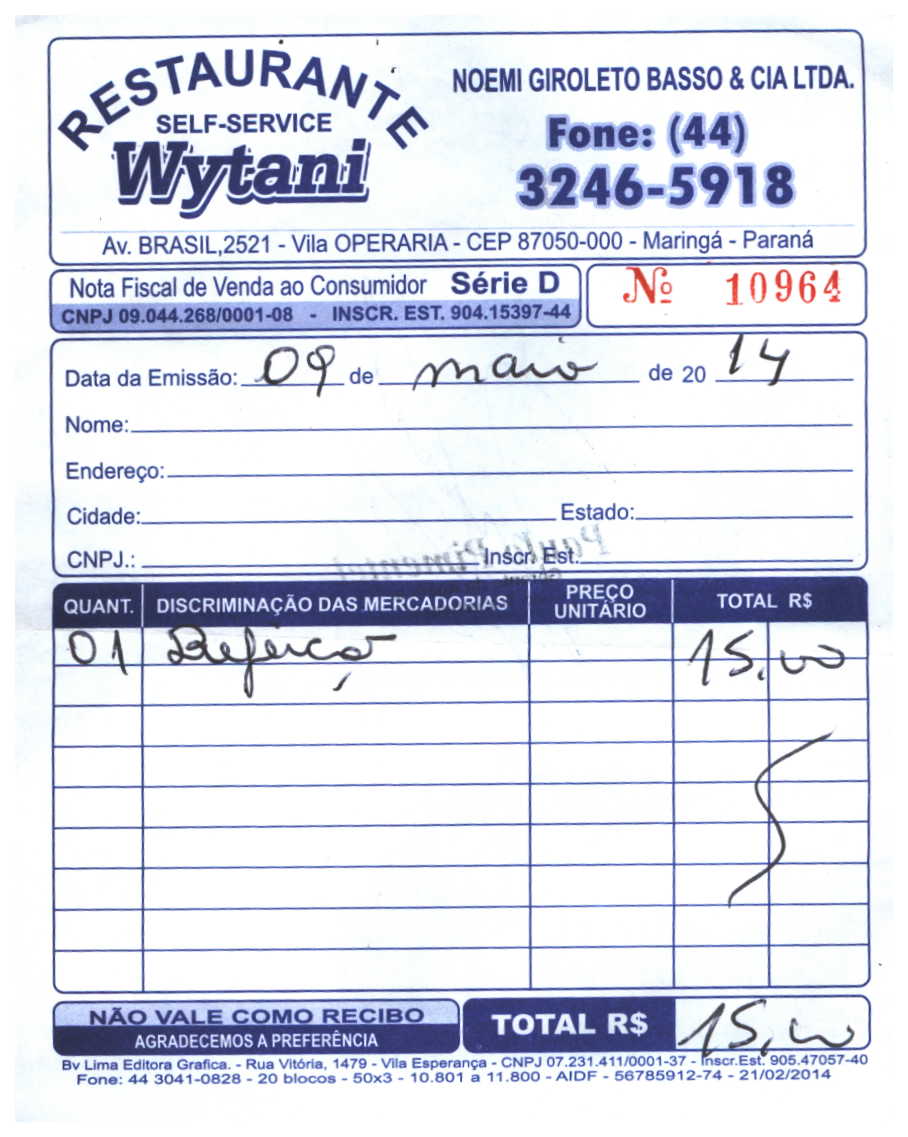 RESTAURANTE
SELF-SERVICE
Wytani
NOEMI GIROLETO BASSO & CIA LTDA.
Fone: (44)
3246-5918
Av. BRASIL,2521 - Vila OPERARIA - CEP 87050-000 - Maringá - Paraná
Nota Fiscal de Venda ao Consumidor Série D
CNPJ 09.044.268/0001-08 - INSCR. EST. 904.15397-44
Nº 10964
Data da Emissão: 09 de maio de 20 14
Nome:
Endereço:
Cidade: Estado:
CNPJ.: Inscr. Est.
Paulo Pimentel
QUANT. DISCRIMINAÇÃO DAS MERCADORIAS PREÇO UNITÁRIO TOTAL R$
01 Refeição 15,00
NÃO VALE COMO RECIBO
AGRADECEMOS A PREFERÊNCIA
TOTAL R$ 15,00
By Lima Editora Grafica. - Rua Vitória, 1479 - Vila Esperança - CNPJ 07.231.411/0001-37 - Inscr.Est. 905.47057-40
Fone: 44 3041-0828 - 20 blocos - 50x3 - 10.801 a 11.800 - AIDF - 56785912-74 - 21/02/2014